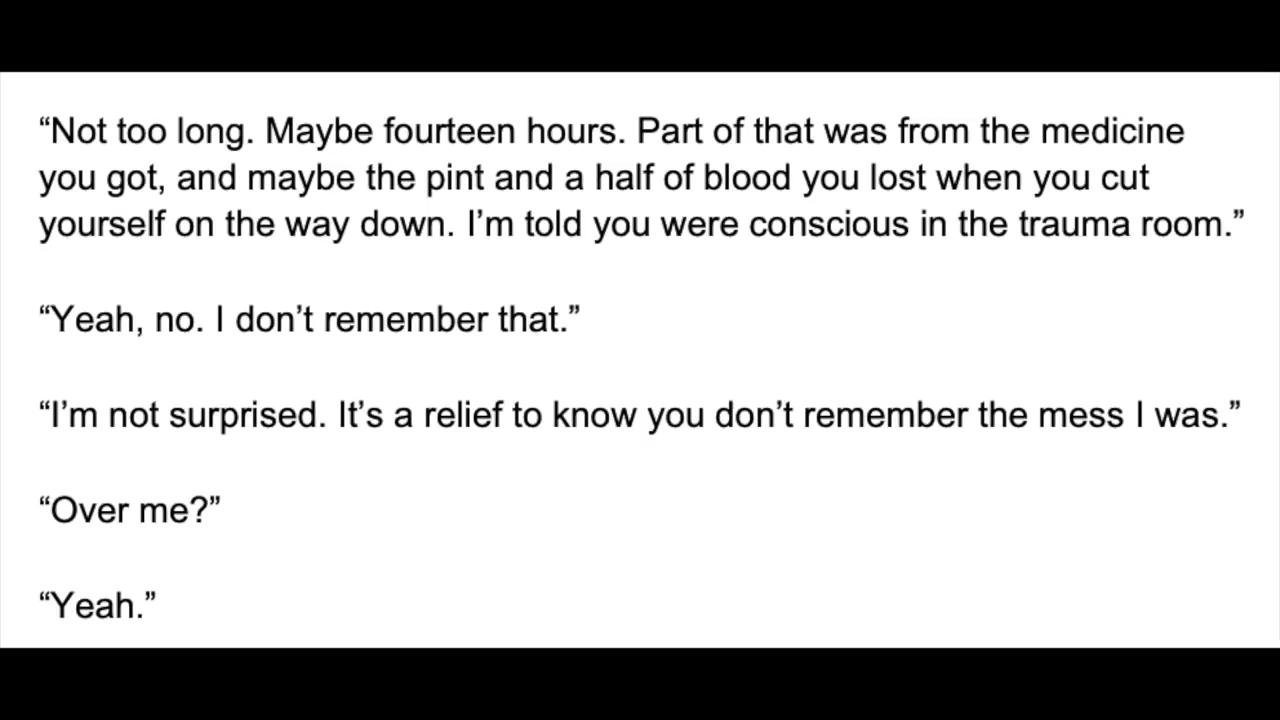 “Not too long. Maybe fourteen hours. Part of that was from the medicine
you got, and maybe the pint and a half of blood you lost when you cut
yourself on the way down. I’m told you were conscious in the trauma room.”
“Yeah, no. I don’t remember that.”
“I’m not surprised. It’s a relief to know you don’t remember the mess I was.”
“Over me?”
“Yeah.”